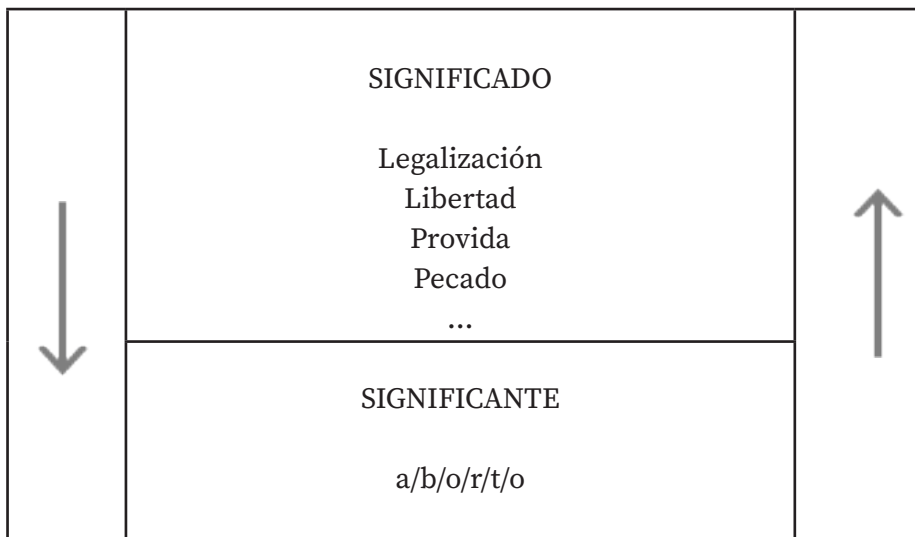 SIGNIFICADO
Legalización
Libertad
Provida
Pecado
...
SIGNIFICANTE
a/b/o/r/t/o